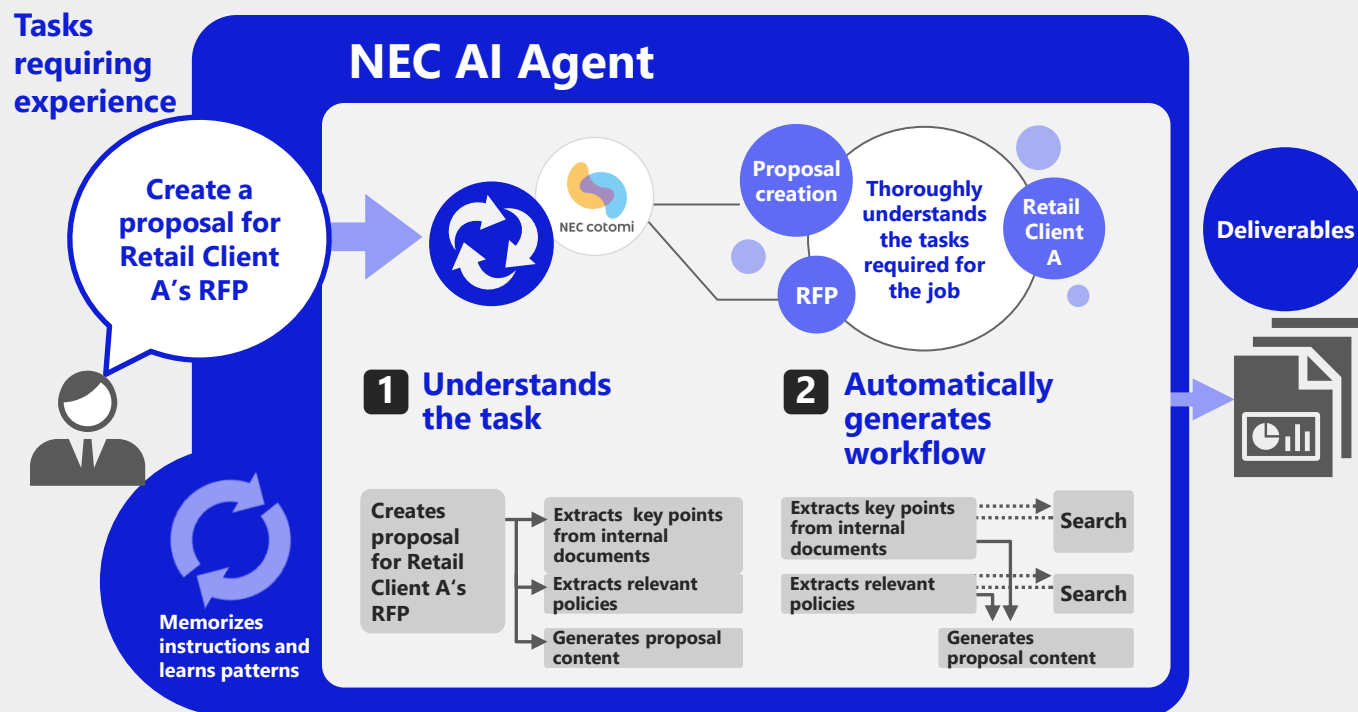 Tasks
requiring
experience
NEC AI Agent
Create a
proposal for
Retail Client
A’s RFP
NEC cotomi
Proposal
creation
RFP
Thoroughly
understands
the tasks
required for
the job
Retail
Client
A
Deliverables
1 Understands
the task
2 Automatically
generates
workflow
Creates
proposal
for Retail
Client A‘s
RFP
Extracts key points
from internal
documents
Extracts relevant
policies
Generates proposal
content
Extracts key points
from internal
documents
Search
Extracts relevant
policies
Search
Generates
proposal content
Memorizes
instructions and
learns patterns